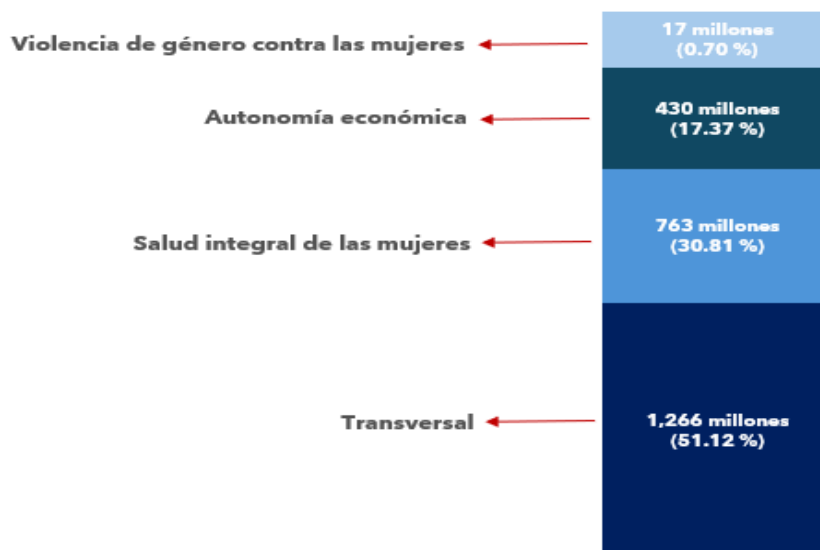 Violencia de género contra las mujeres
17 millones
(0.70 %)
Autonomía económica
430 millones
(17.37 %)
Salud integral de las mujeres
763 millones
(30.81 %)
Transversal
1,266 millones
(51.12 %)